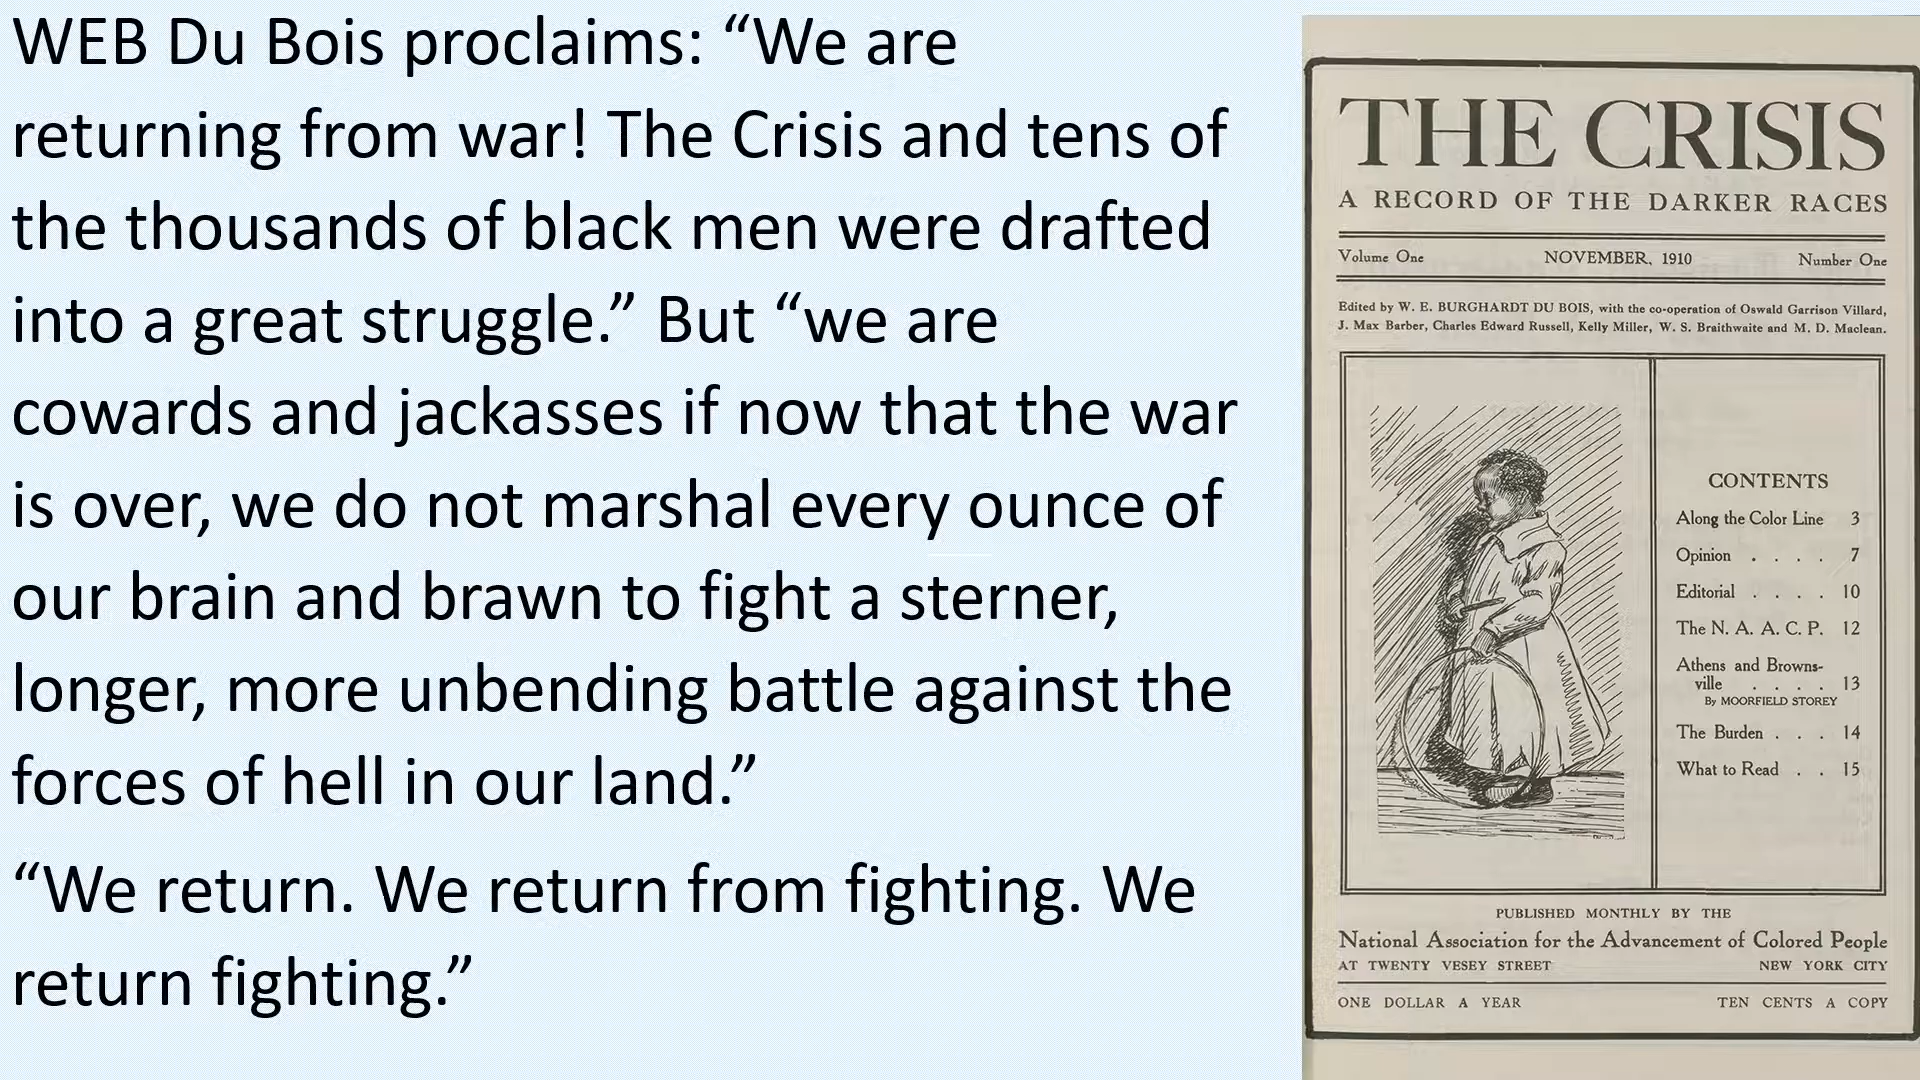 WEB Du Bois proclaims: “We are
returning from war! The Crisis and tens of
the thousands of black men were drafted
into a great struggle.” But “we are
cowards and jackasses if now that the war
is over, we do not marshal every ounce of
our brain and brawn to fight a sterner,
longer, more unbending battle against the
forces of hell in our land.”
“We return. We return from fighting. We
return fighting.”
THE CRISIS
A RECORD OF THE DARKER RACES
Volume One NOVEMBER, 1910 Number One
Edited by W. E. BURGHARDT DU BOIS, with the co-operation of Oswald Garrison Villard,
J. Max Barber, Charles Edward Russell, Kelly Miller, W. S. Braithwaite and M. D. Maclean.
CONTENTS
Along the Color Line 3
Opinion . . . . 7
Editorial . . . . 10
The N. A. A. C. P. 12
Athens and Browns-
ville . . . . 13
By MOORFIELD STOREY
The Burden . . . 14
What to Read . . 15
PUBLISHED MONTHLY BY THE
National Association for the Advancement of Colored People
AT TWENTY VESEY STREET NEW YORK CITY
ONE DOLLAR A YEAR TEN CENTS A COPY